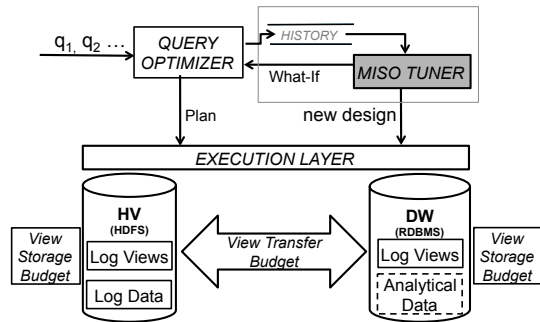 q1, q2 ...
QUERY
OPTIMIZER
HISTORY
What-If
MISO TUNER
Plan
new design
EXECUTION LAYER
HV
(HDFS)
Log Views
Log Data
View
Storage
Budget
View Transfer
Budget
DW
(RDBMS)
Log Views
Analytical
Data
View
Storage
Budget